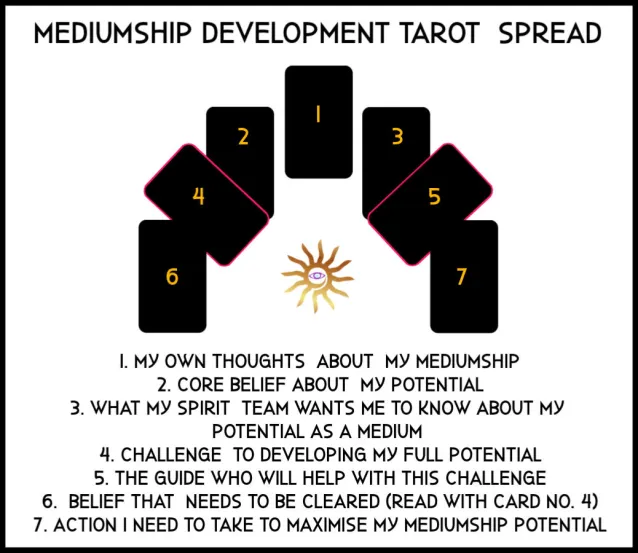 MEDIUMSHIP DEVELOPMENT TAROT SPREAD
1
2
3
4
5
6
7
1. MY OWN THOUGHTS ABOUT MY MEDIUMSHIP
2. CORE BELIEF ABOUT MY POTENTIAL
3. WHAT MY SPIRIT TEAM WANTS ME TO KNOW ABOUT MY
POTENTIAL AS A MEDIUM
4. CHALLENGE TO DEVELOPING MY FULL POTENTIAL
5. THE GUIDE WHO WILL HELP WITH THIS CHALLENGE
6. BELIEF THAT NEEDS TO BE CLEARED (READ WITH CARD NO. 4)
7. ACTION I NEED TO TAKE TO MAXIMISE MY MEDIUMSHIP POTENTIAL